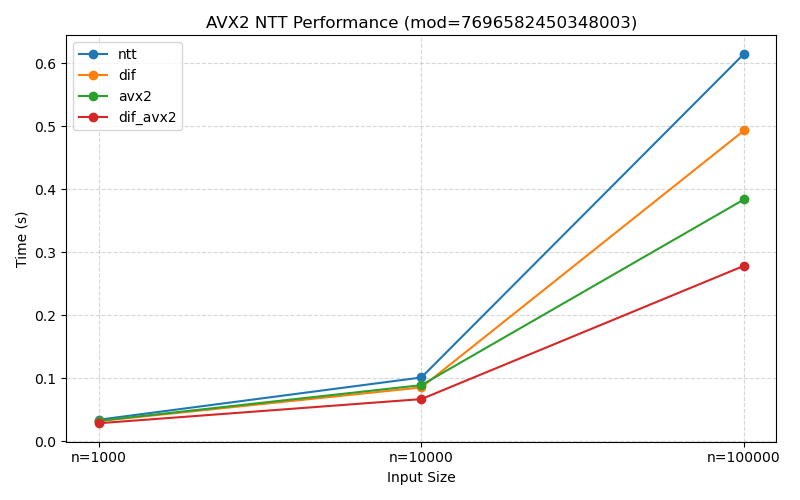 AVX2 NTT Performance (mod=7696582450348003)
ntt
dif
avx2
dif_avx2
Time (s)
0.6
0.5
0.4
0.3
0.2
0.1
0.0
n=1000
n=10000
n=100000
Input Size